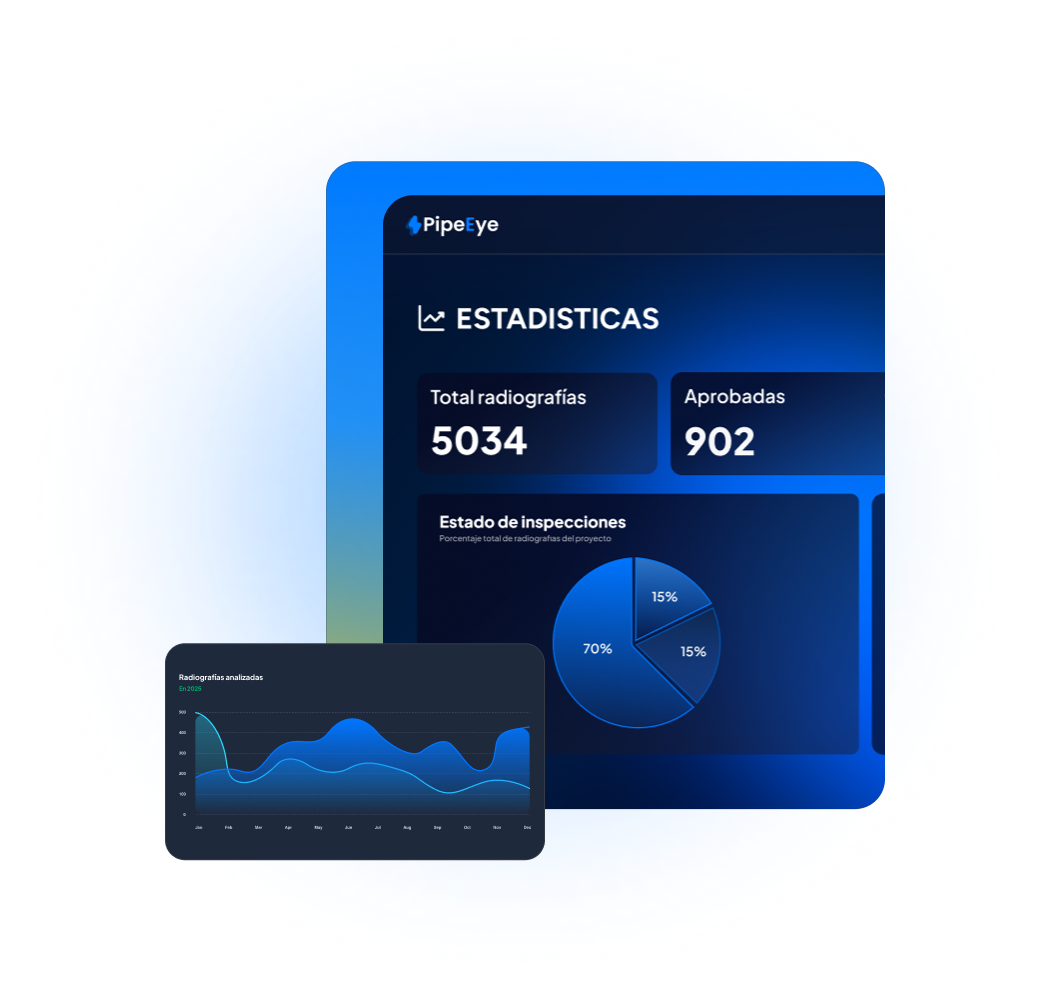 PipeEye
ESTADISTICAS
Total radiografías
5034
Aprobadas
902
Estado de inspecciones
Porcentaje total de radiografias del proyecto
15%
70%
15%
Radiografías analizadas
En 2025
500
400
300
200
100
0
Jan Feb Mar Apr May Jun Jul Aug Sep Oct Nov Dec